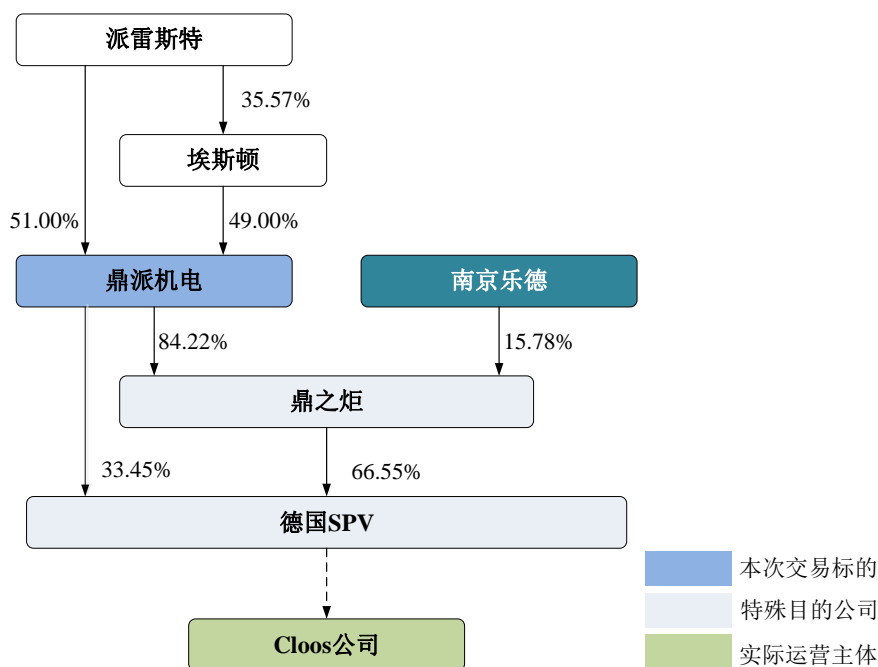 派雷斯特
35.57%
埃斯顿
51.00%
49.00%
鼎派机电
南京乐德
84.22%
15.78%
鼎之炬
33.45%
66.55%
德国SPV
本次交易标的
特殊目的公司
Cloos公司
实际运营主体